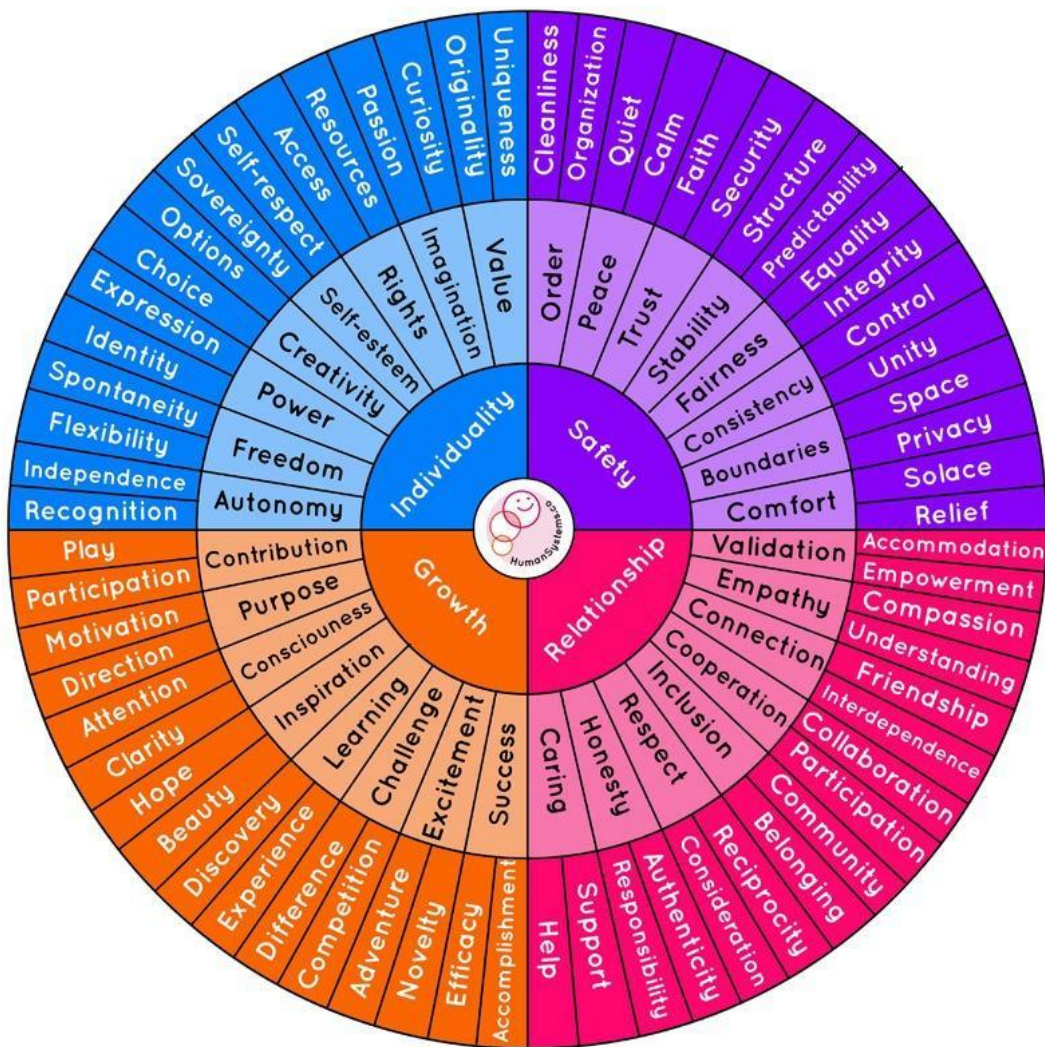 Individuality
Value
Imagination
Rights
Self-esteem
Creativity
Power
Freedom
Autonomy
Uniqueness
Originality
Curiosity
Passion
Resources
Access
Self-respect
Sovereignty
Options
Choice
Expression
Identity
Spontaneity
Flexibility
Independence
Recognition
Safety
Order
Peace
Trust
Stability
Fairness
Consistency
Boundaries
Comfort
Cleanliness
Organization
Quiet
Calm
Faith
Security
Structure
Predictability
Equality
Integrity
Control
Unity
Space
Privacy
Solace
Relief
Relationship
Validation
Empathy
Connection
Cooperation
Inclusion
Respect
Honesty
Caring
Accommodation
Empowerment
Compassion
Understanding
Friendship
Interdependence
Collaboration
Participation
Community
Belonging
Reciprocity
Consideration
Authenticity
Responsibility
Support
Help
Growth
Contribution
Purpose
Consciousness
Inspiration
Learning
Challenge
Excitement
Success
Play
Participation
Motivation
Direction
Attention
Clarity
Hope
Beauty
Discovery
Experience
Difference
Competition
Adventure
Novelty
Efficacy
Accomplishment
HumanSystems.co